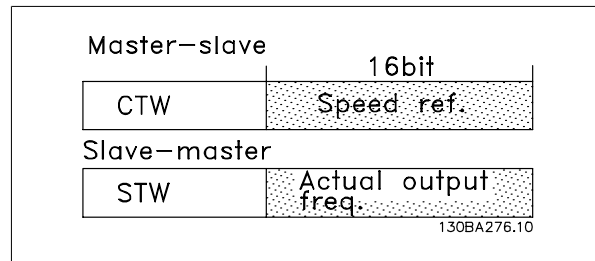 Master-slave
16bit
CTW
Speed ref.
Slave-master
STW
Actual output
freq.
130BA276.10